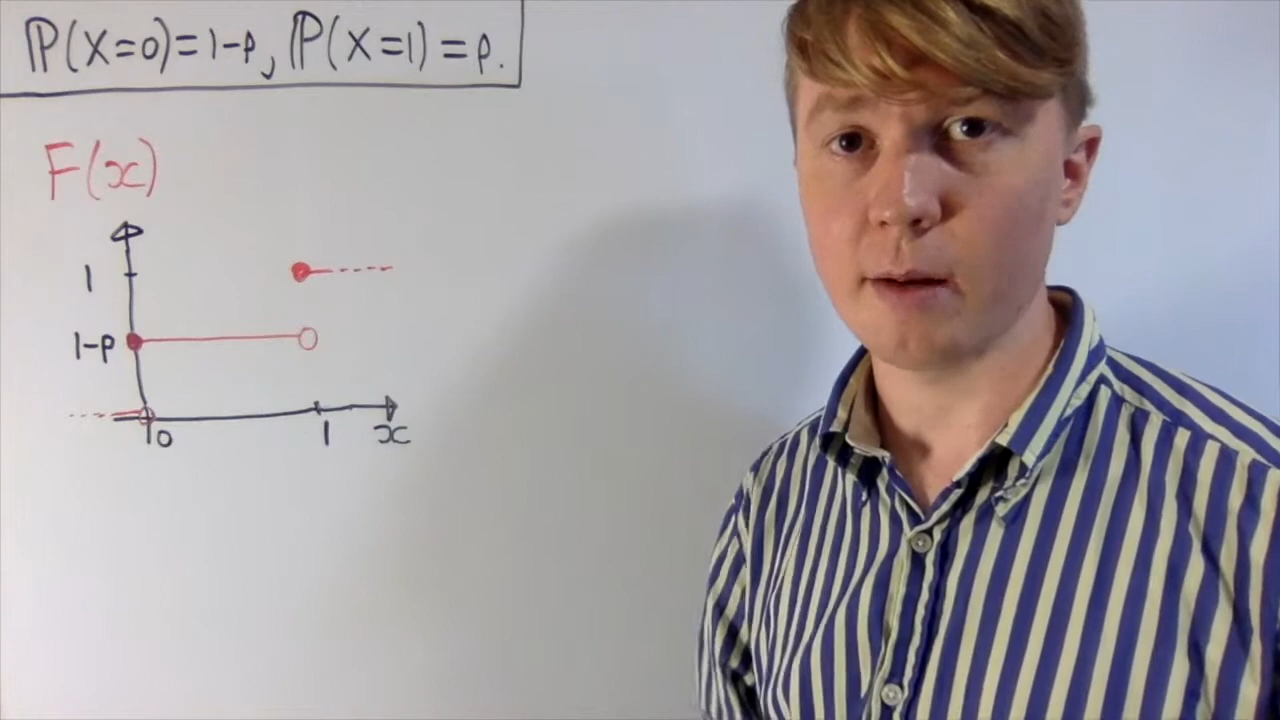 ℙ(X=0)=1-p, ℙ(X=1)=p.
F(x)
1
1-p
0 1 x